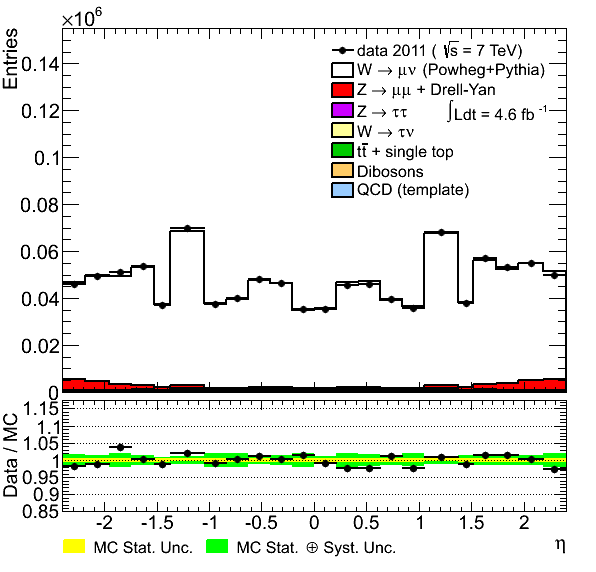 ×10⁶
Entries
0.14
0.12
0.1
0.08
0.06
0.04
0.02
0
data 2011 ( √s = 7 TeV)
W → μν (Powheg+Pythia)
Z → μμ + Drell-Yan
Z → ττ
∫Ldt = 4.6 fb⁻¹
W → τν
tt̅ + single top
Dibosons
QCD (template)
Data / MC
1.15
1.1
1.05
1
0.95
0.9
0.85
-2 -1.5 -1 -0.5 0 0.5 1 1.5 2
MC Stat. Unc. MC Stat. ⊕ Syst. Unc. η